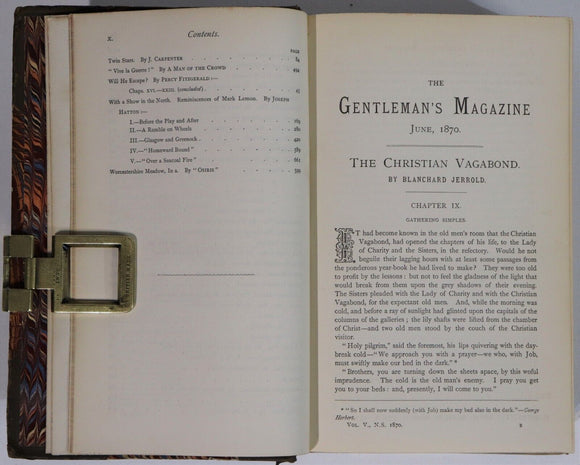 X.
Contents.
PAGE
Twin Stars. By J. CARPENTER 84
"Vive la Guerre!" By A MAN OF THE CROWD 494
Will He Escape? By PERCY FITZGERALD:—
Chaps. XVI.—XXIII. (concluded) 45
With a Show in the North. Reminiscences of Mark Lemon. By JOSEPH
HATTON:—
I.—Before the Play and After 169
II.—A Ramble on Wheels
III.—Glasgow and Greenock
IV.—"Homeward Bound" 589
V.—"Over a Seacoal Fire" 661
Worcestershire Meadow, In a. By "OSIRIS"
THE
GENTLEMAN'S MAGAZINE
JUNE, 1870.
THE CHRISTIAN VAGABOND.
BY BLANCHARD JERROLD.
CHAPTER IX.
GATHERING SIMPLES.
IT had become known in the old men's room that the Christian
Vagabond, had opened the chapters of his life, to the Lady
of Charity and the Sisters, in the refectory. Would he not
beguile their lagging hours with at least some passages from
the ponderous year-book he had lived to make? They were too old
to profit by the lessons: but not to feel the gladness of the light that
would break from them upon the grey shadows of their evening.
The Sisters pleaded with the Lady of Charity and with the Christian
Vagabond, for the expectant old men. And, while the morning was
cold, and before a ray of sunlight had glinted upon the capitals of the
columns of the galleries; the lily shafts were lifted from the chamber
of Christ—and two old men stood by the couch of the Christian
visitor.
"Holy pilgrim," said the foremost, his lips quivering with the day-
break cold—"We approach you with a prayer—we who, with Job,
must swiftly make our bed in the dark."*
"Brothers, you are turning down the sheets apace, by this woful
imprudence. The cold is the old man's enemy. I pray you get
you to your beds: and, presently, I will come to you."
* "So I shall now suddenly (with Job) make my bed also in the dark."—George
Herbert.
VOL. V., N.S. 1870.
B